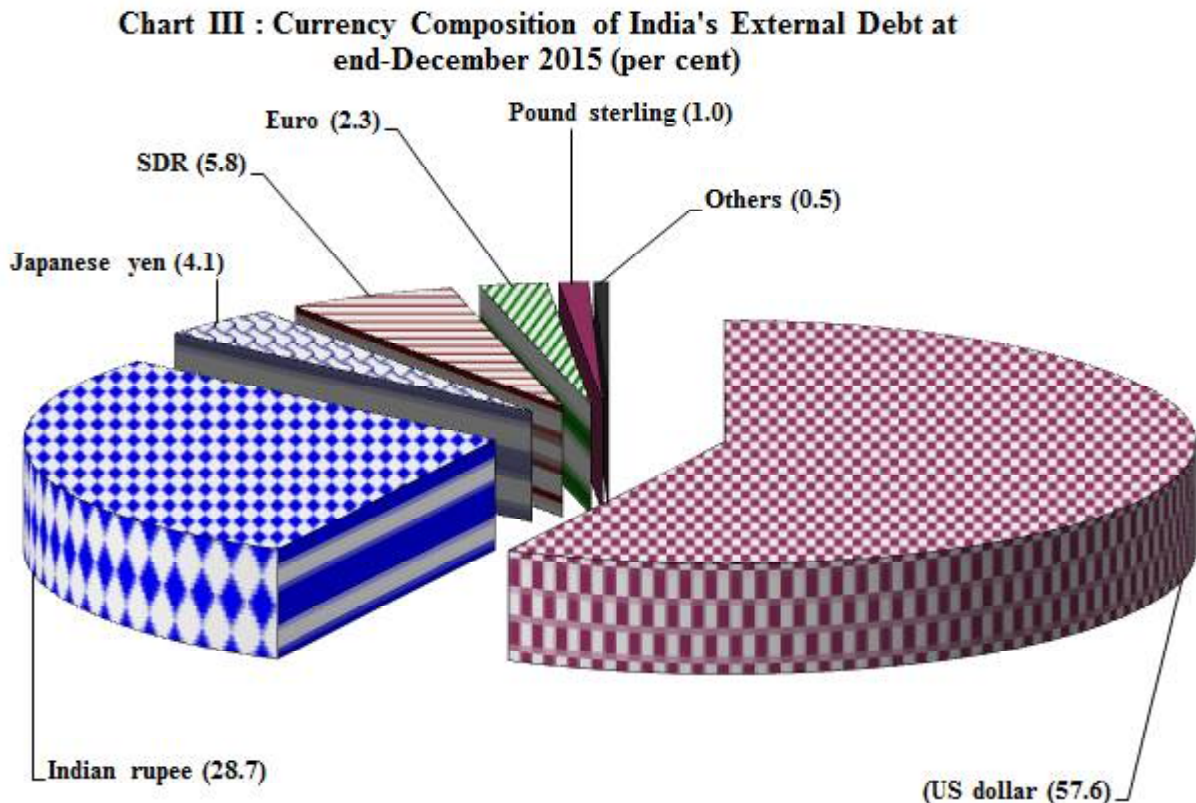 Chart III : Currency Composition of India's External Debt at
end-December 2015 (per cent)
Pound sterling (1.0)
Euro (2.3)
SDR (5.8)
Others (0.5)
Japanese yen (4.1)
Indian rupee (28.7)
(US dollar (57.6)